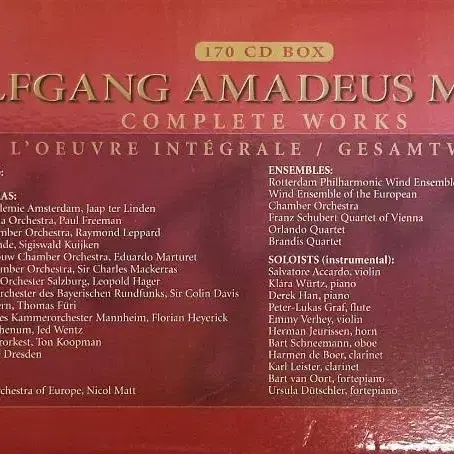 170 CD BOX
LFGANG AMADEUS M
COMPLETE WORKS
L'OEUVRE INTÉGRALE / GESAMTW
:
AS:
demie Amsterdam, Jaap ter Linden
a Orchestra, Paul Freeman
mber Orchestra, Raymond Leppard
nde, Sigiswald Kuijken
ouw Chamber Orchestra, Eduardo Marturet
mber Orchestra, Sir Charles Mackerras
Orchester Salzburg, Leopold Hager
rchester des Bayerischen Rundfunks, Sir Colin Davis
ern, Thomas Füri
es Kammerorchester Mannheim, Florian Heyerick
henum, Jed Wentz
rorkest, Ton Koopman
Dresden
rchestra of Europe, Nicol Matt
ENSEMBLES:
Rotterdam Philharmonic Wind Ensemble
Wind Ensemble of the European
Chamber Orchestra
Franz Schubert Quartet of Vienna
Orlando Quartet
Brandis Quartet
SOLOISTS (instrumental):
Salvatore Accardo, violin
Klára Würtz, piano
Derek Han, piano
Peter-Lukas Graf, flute
Emmy Verhey, violin
Herman Jeurissen, horn
Bart Schneemann, oboe
Harmen de Boer, clarinet
Karl Leister, clarinet
Bart van Oort, fortepiano
Ursula Dütschler, fortepiano